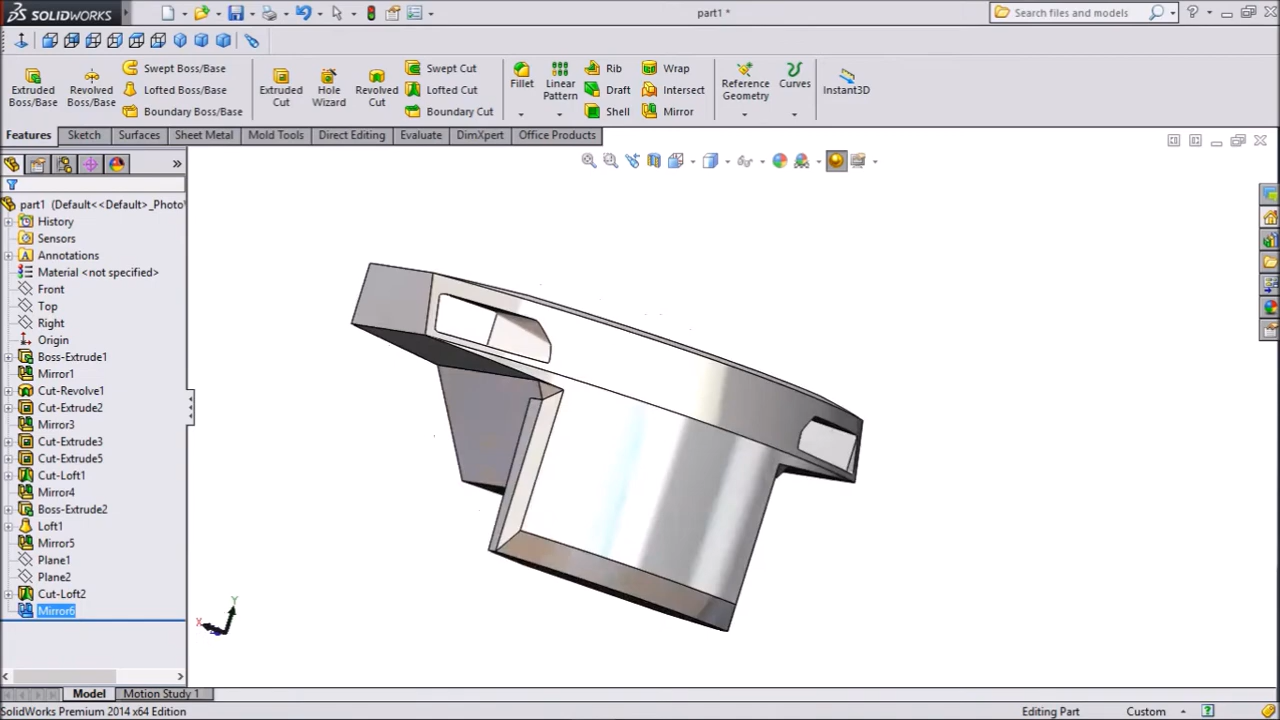 SOLIDWORKS
part1 *
Search files and models
Extruded Boss/Base
Revolved Boss/Base
Swept Boss/Base
Lofted Boss/Base
Boundary Boss/Base
Extruded Cut
Hole Wizard
Revolved Cut
Swept Cut
Lofted Cut
Boundary Cut
Fillet
Linear Pattern
Rib
Draft
Shell
Wrap
Intersect
Mirror
Reference Geometry
Curves
Instant3D
Features
Sketch
Surfaces
Sheet Metal
Mold Tools
Direct Editing
Evaluate
DimXpert
Office Products
part1 (Default<<Default>_Photo
History
Sensors
Annotations
Material <not specified>
Front
Top
Right
Origin
Boss-Extrude1
Mirror1
Cut-Revolve1
Cut-Extrude2
Mirror3
Cut-Extrude3
Cut-Extrude5
Cut-Loft1
Mirror4
Boss-Extrude2
Loft1
Mirror5
Plane1
Plane2
Cut-Loft2
Mirror6
Y
X
Model
Motion Study 1
SolidWorks Premium 2014 x64 Edition
Editing Part
Custom